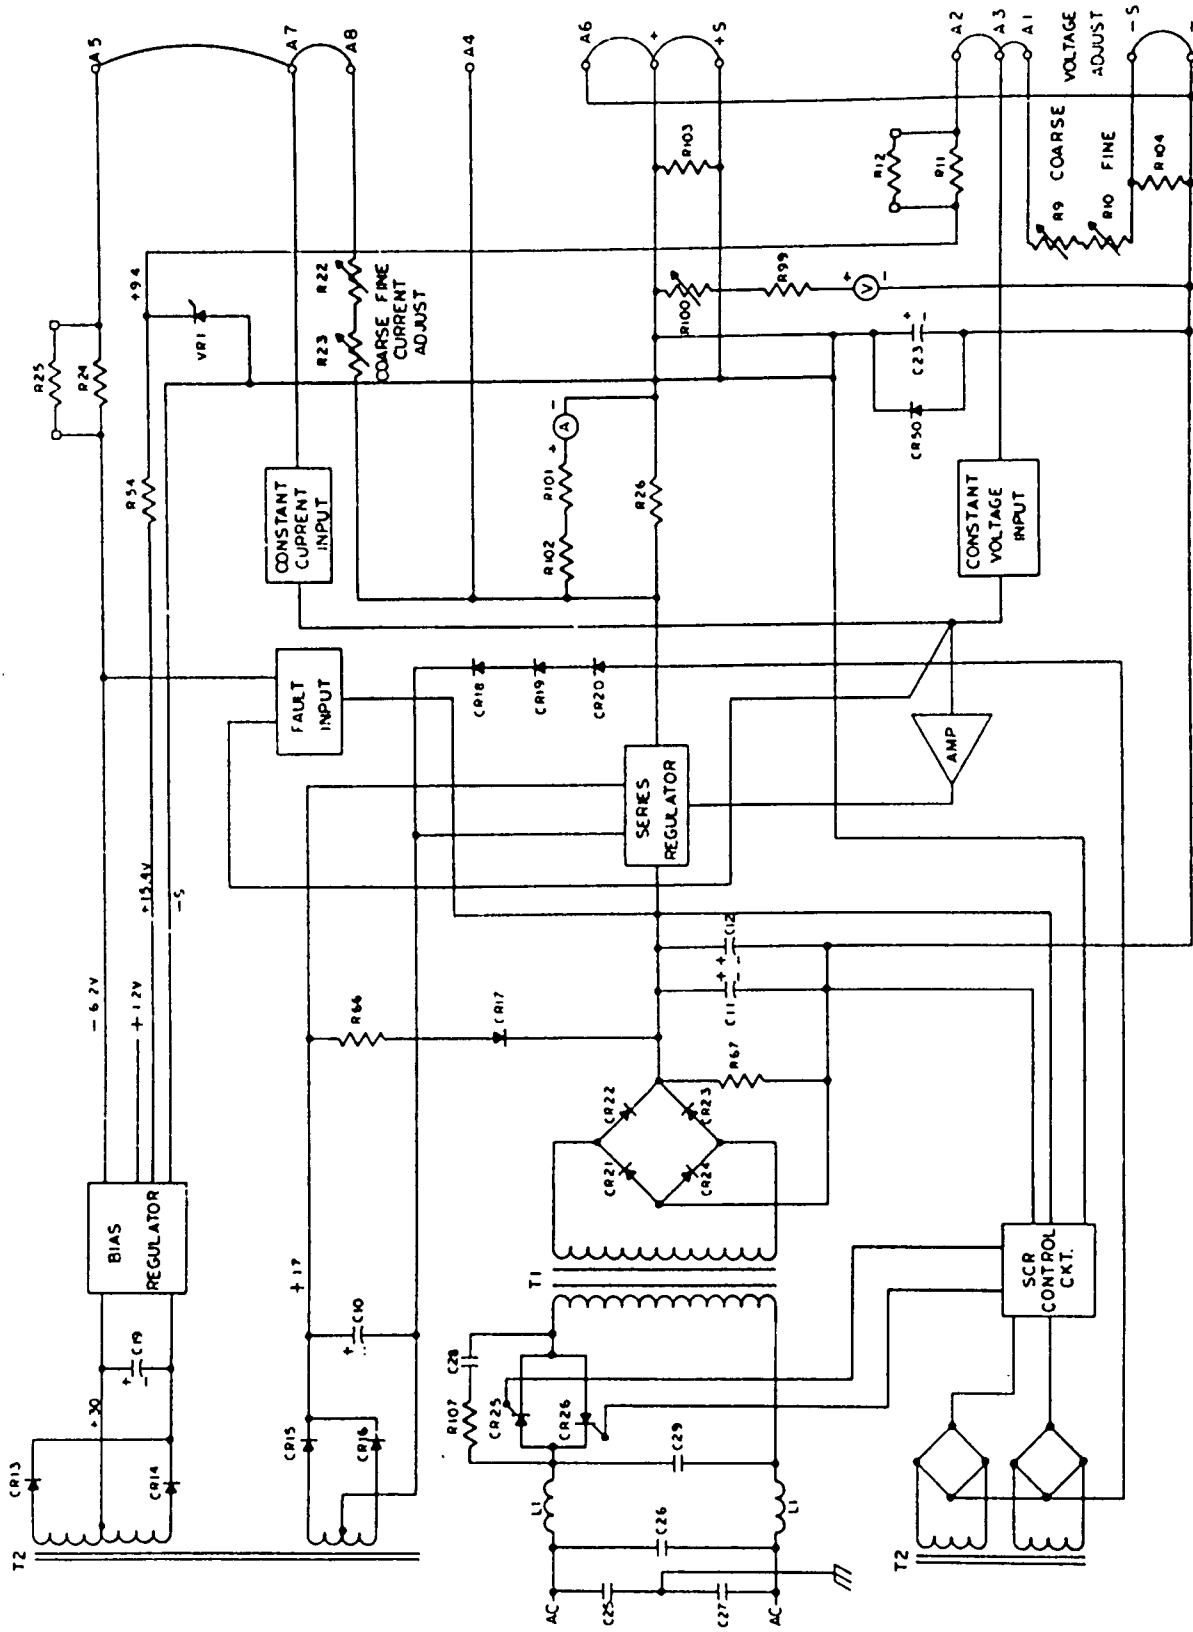 A5
A7
A8
A4
A6
+
+S
A2
A3
A1
VOLTAGE
ADJUST
-S
-
R25
R24
+94
VR1
R22
R23
COARSE FINE
CURRENT
ADJUST
R103
R12
R11
R9 COARSE
R10 FINE
R104
R100
R99
+ V -
R54
CONSTANT
CURRENT
INPUT
R102
R101
+ A -
R26
C23
+
-
CR50
CONSTANT
VOLTAGE
INPUT
FAULT
INPUT
CR18
CR19
CR20
SERIES
REGULATOR
AMP
-6.2V
+12V
+15.4V
-S
R66
CR17
C11
+
-
C12
+
-
R67
BIAS
REGULATOR
+17
CR21
CR22
CR23
CR24
T1
SCR
CONTROL
CKT.
+30
C19
+
-
C10
+
R107
C28
CR25
CR26
C29
CR13
CR14
CR15
CR16
T2
L1
L1
C26
AC
C25
C27
AC
T2